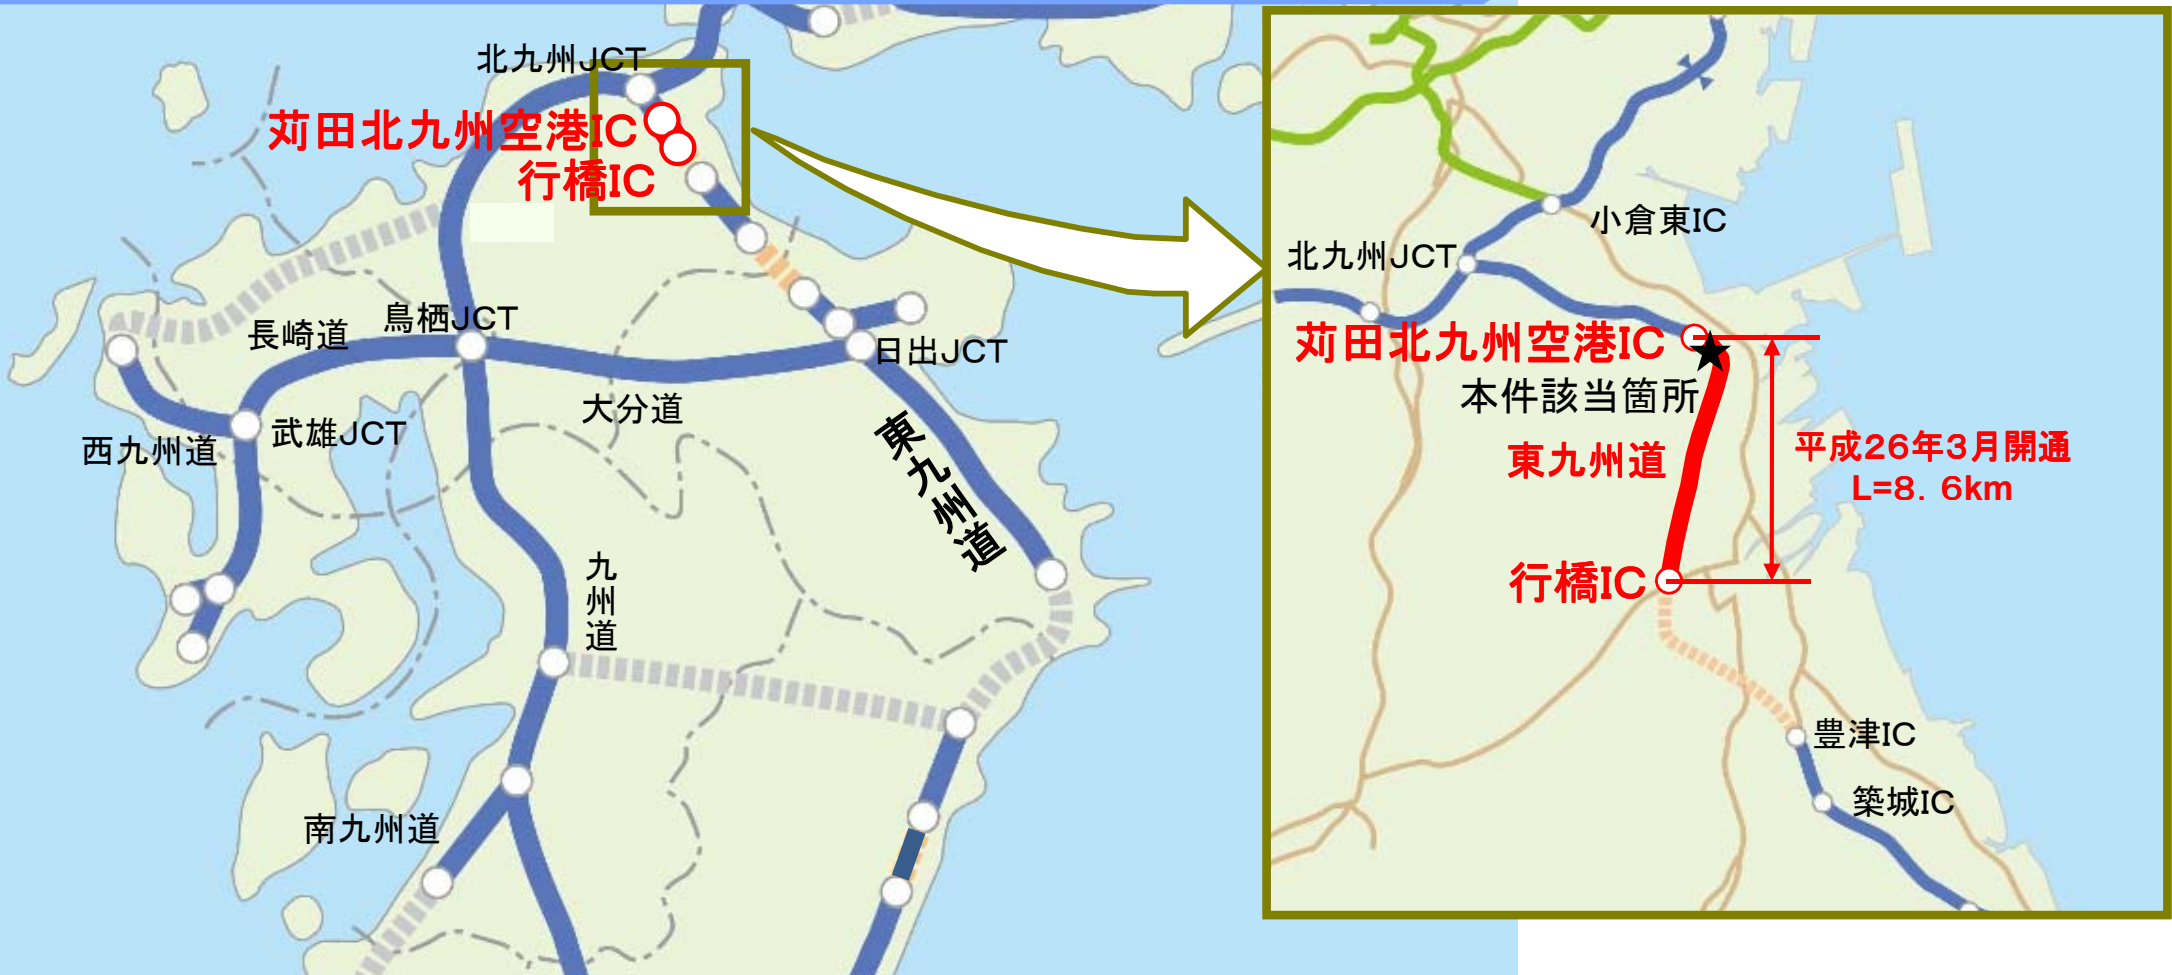 北九州JCT
苅田北九州空港IC
行橋IC
長崎道
鳥栖JCT
日出JCT
大分道
西九州道
武雄JCT
東九州道
九州道
南九州道
小倉東IC
北九州JCT
苅田北九州空港IC
本件該当箇所
東九州道
平成26年3月開通
L=8．6km
行橋IC
豊津IC
築城IC